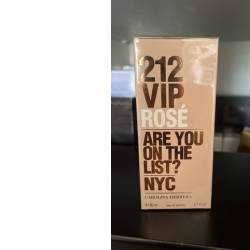 212
VIP
ROSÉ
ARE YOU
ON THE
LIST?
NYC
CAROLINA HERRERA